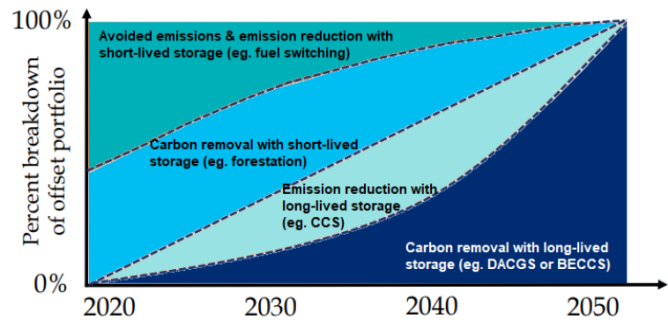 100%
Avoided emissions & emission reduction with
short-lived storage (eg. fuel switching)
Percent breakdown
of offset portfolio
Carbon removal with short-lived
storage (eg. forestation)
Emission reduction with
long-lived storage
(eg. CCS)
Carbon removal with long-lived
storage (eg. DACGS or BECCS)
0%
2020 2030 2040 2050